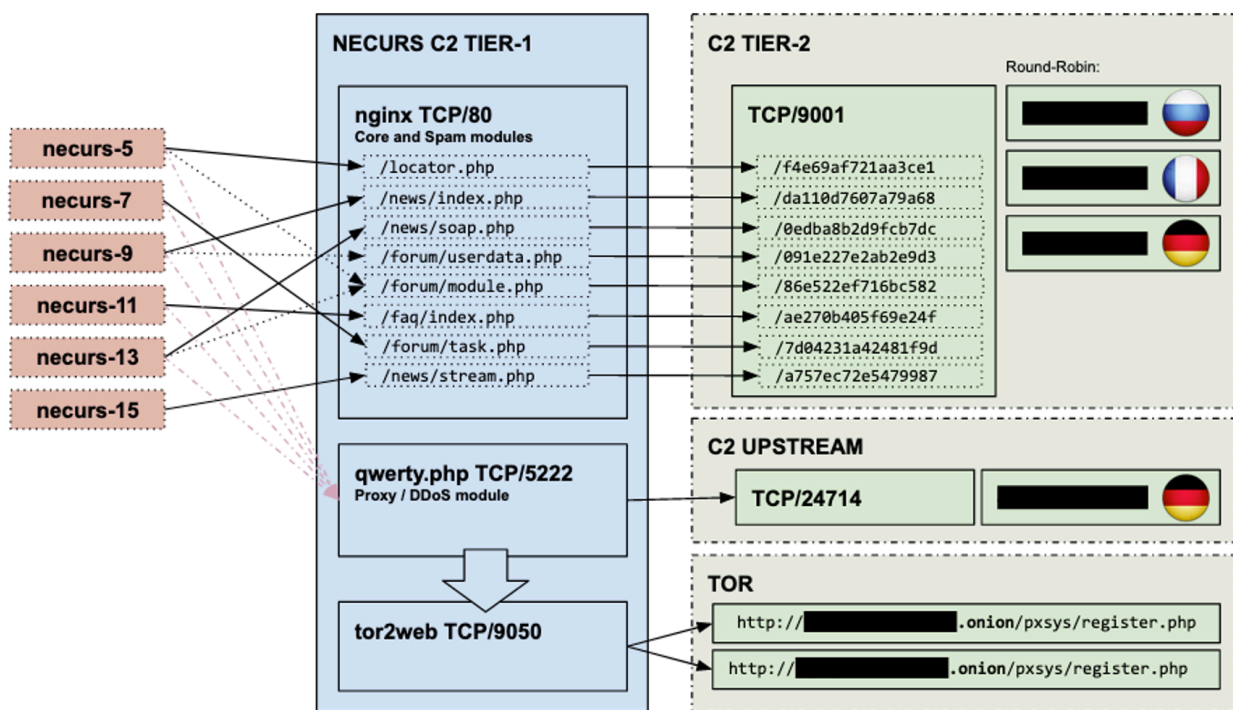 necurs-5
necurs-7
necurs-9
necurs-11
necurs-13
necurs-15
NECURS C2 TIER-1
nginx TCP/80
Core and Spam modules
/locator.php
/news/index.php
/news/soap.php
/forum/userdata.php
/forum/module.php
/faq/index.php
/forum/task.php
/news/stream.php
qwerty.php TCP/5222
Proxy / DDoS module
tor2web TCP/9050
C2 TIER-2
Round-Robin:
TCP/9001
/f4e69af721aa3ce1
/da110d7607a79a68
/0edba8b2d9fcb7dc
/091e227e2ab2e9d3
/86e522ef716bc582
/ae270b405f69e24f
/7d04231a42481f9d
/a757ec72e5479987
C2 UPSTREAM
TCP/24714
TOR
http:// .onion/pxsys/register.php
http:// .onion/pxsys/register.php